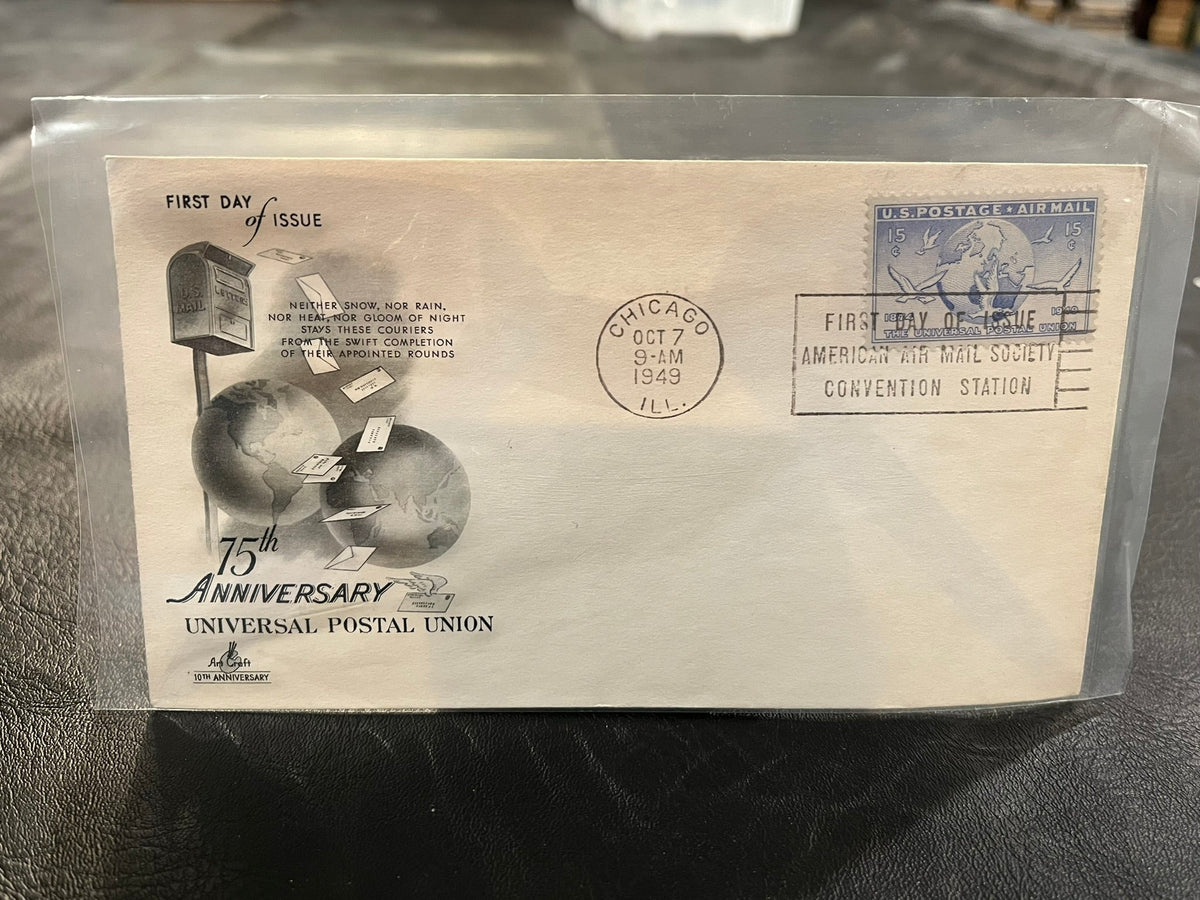 FIRST DAY
of ISSUE
U.S. POSTAGE ★ AIR MAIL
15¢ 15¢
U.S. MAIL
LETTERS
NEITHER SNOW, NOR RAIN,
NOR HEAT, NOR GLOOM OF NIGHT
STAYS THESE COURIERS
FROM THE SWIFT COMPLETION
OF THEIR APPOINTED ROUNDS
CHICAGO
OCT 7
9-AM
1949
ILL.
1874 1949
THE UNIVERSAL POSTAL UNION
FIRST DAY OF ISSUE
AMERICAN AIR MAIL SOCIETY
CONVENTION STATION
75th
ANNIVERSARY
UNIVERSAL POSTAL UNION
Art Craft
10TH ANNIVERSARY